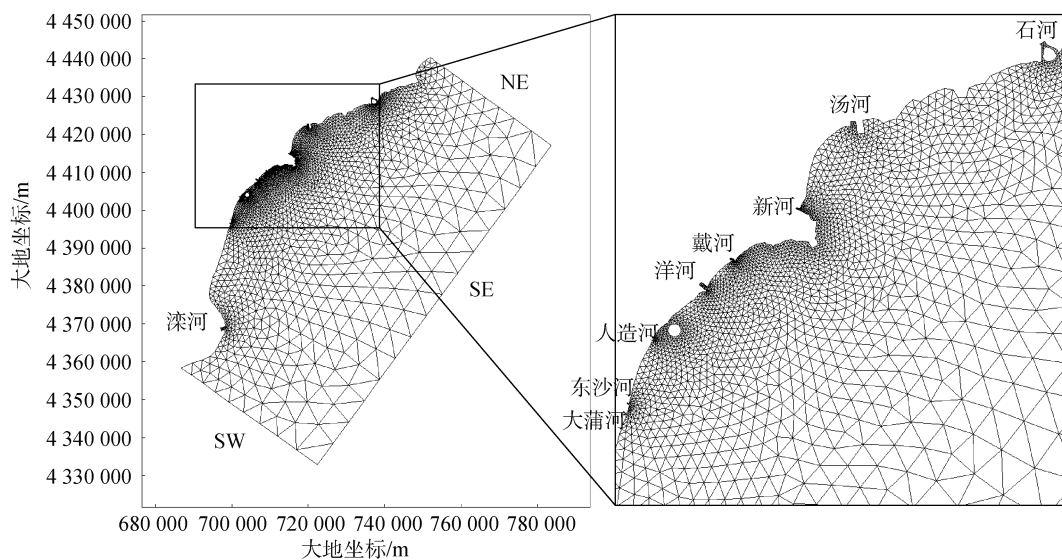 4 450 000
4 440 000
4 430 000
4 420 000
4 410 000
4 400 000
4 390 000
4 380 000
4 370 000
4 360 000
4 350 000
4 340 000
4 330 000
大地坐标/m
680 000 700 000 720 000 740 000 760 000 780 000
大地坐标/m
NE
SE
SW
滦河
石河
汤河
新河
戴河
洋河
人造河
东沙河
大蒲河